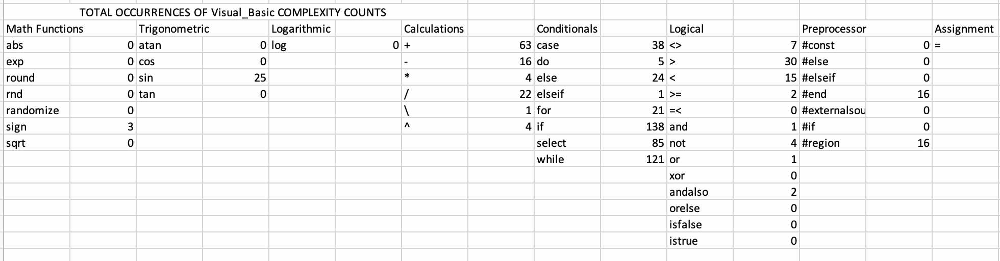 TOTAL OCCURRENCES OF Visual_Basic COMPLEXITY COUNTS
Math Functions Trigonometric Logarithmic Calculations Conditionals Logical Preprocessor Assignment
abs 0 atan 0 log 0 + 63 case 38 <> 7 #const 0 =
exp 0 cos 0 - 16 do 5 > 30 #else 0
round 0 sin 25 * 4 else 24 < 15 #elseif 0
rnd 0 tan 0 / 22 elseif 1 >= 2 #end 16
randomize 0 \ 1 for 21 =< 0 #externalsou 0
sign 3 ^ 4 if 138 and 1 #if 0
sqrt 0 select 85 not 4 #region 16
while 121 or 1
xor 0
andalso 2
orelse 0
isfalse 0
istrue 0